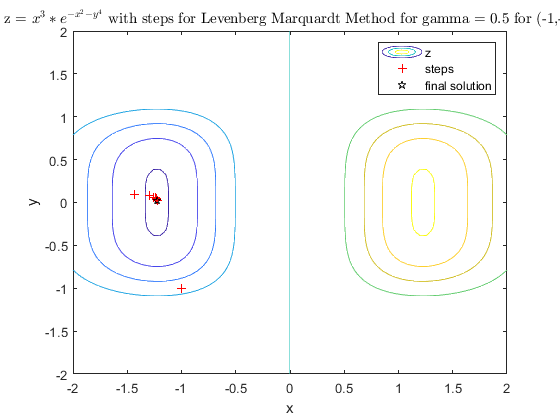 z = x³ * e^{-x²-y⁴} with steps for Levenberg Marquardt Method for gamma = 0.5 for (-1,
z
steps
final solution
2
1.5
1
0.5
0
-0.5
-1
-1.5
-2
y
-2 -1.5 -1 -0.5 0 0.5 1 1.5 2
x